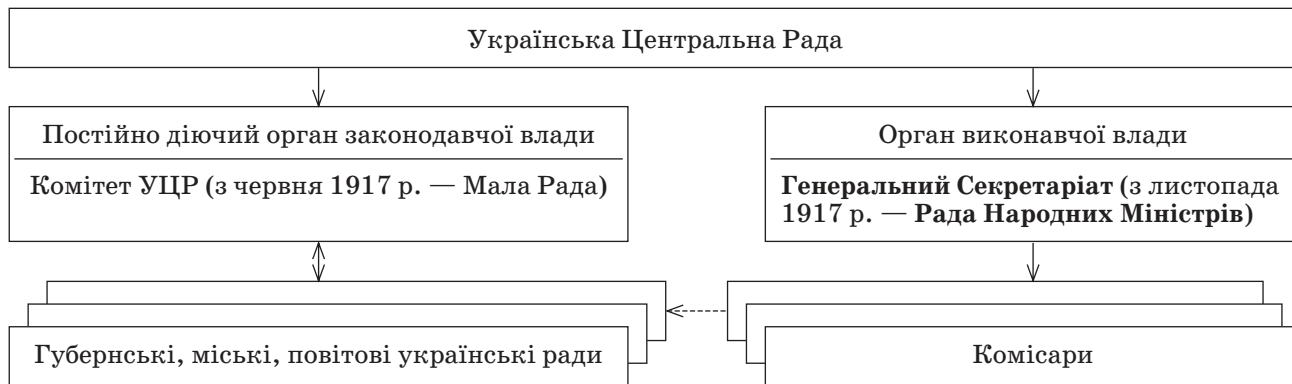 Українська Центральна Рада
Постійно діючий орган законодавчої влади
Комітет УЦР (з червня 1917 р. — Мала Рада)
Орган виконавчої влади
Генеральний Секретаріат (з листопада
1917 р. — Рада Народних Міністрів)
Губернські, міські, повітові українські ради
Комісари